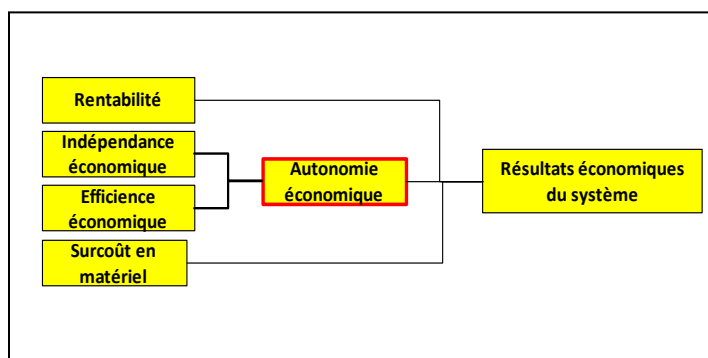 Rentabilité
Indépendance
économique
Efficience
économique
Surcoût en
matériel
Autonomie
économique
Résultats économiques
du système